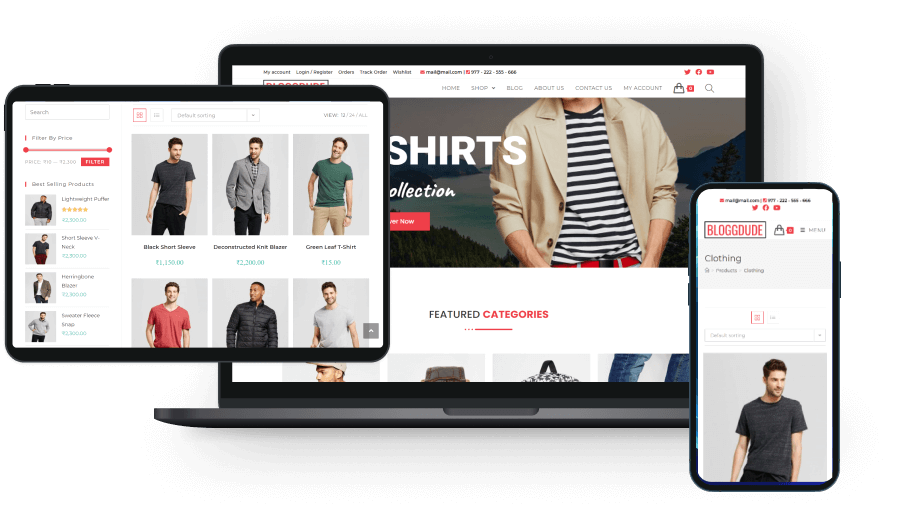 My account Login / Register Orders Track Order Wishlist mail@mail.com | 977 - 222 - 555 - 666
BLOGGDUDE
HOME SHOP BLOG ABOUT US CONTACT US MY ACCOUNT 0
SHIRTS
ollection
ver Now
FEATURED CATEGORIES
Search
Default sorting
VIEW: 12 / 24 / ALL
Filter By Price
PRICE: ₹10 — ₹2,300 FILTER
Best Selling Products
Lightweight Puffer
₹2,300.00
Short Sleeve V-
Neck
₹2,300.00
Herringbone
Blazer
₹2,300.00
Sweater Fleece
Snap
₹2,300.00
Black Short Sleeve
₹1,150.00
Deconstructed Knit Blazer
₹2,200.00
Green Leaf T-Shirt
₹15.00
mail@mail.com | 977 - 222 - 555 - 666
BLOGGDUDE 0 MENU
Clothing
Products Clothing
Default sorting